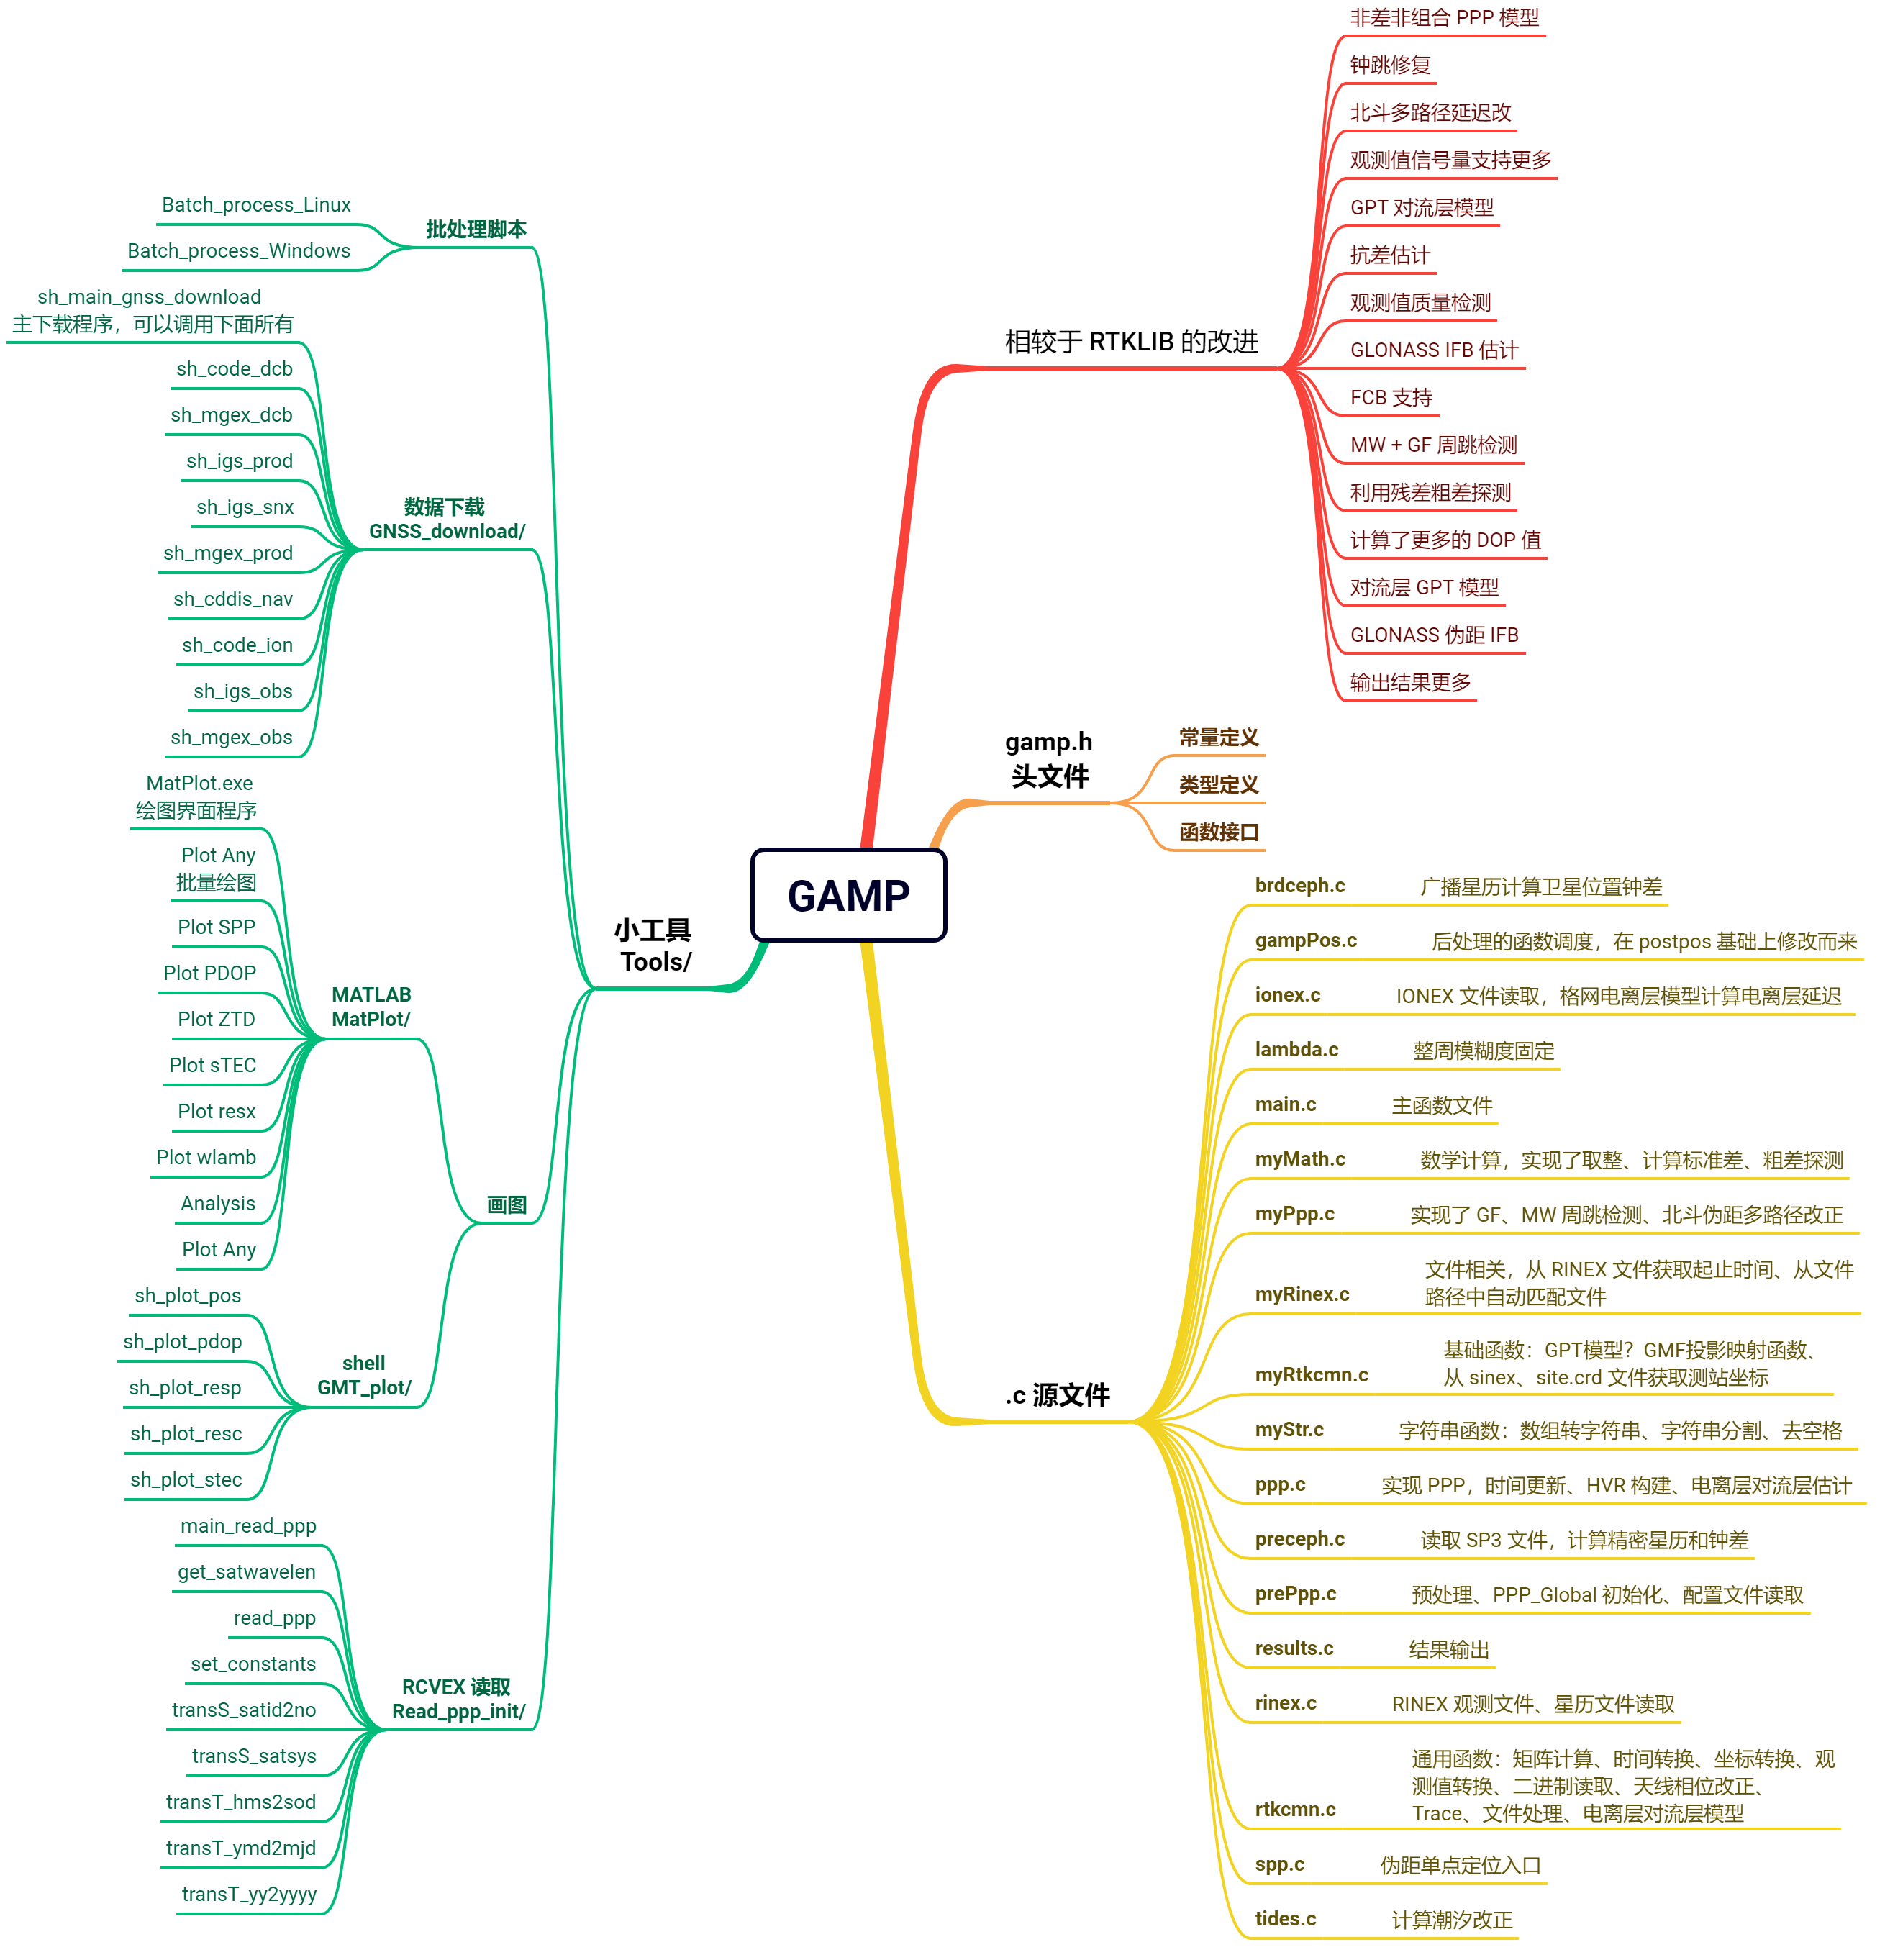 GAMP
相较于 RTKLIB 的改进
非差非组合 PPP 模型
钟跳修复
北斗多路径延迟改
观测值信号量支持更多
GPT 对流层模型
抗差估计
观测值质量检测
GLONASS IFB 估计
FCB 支持
MW + GF 周跳检测
利用残差粗差探测
计算了更多的 DOP 值
对流层 GPT 模型
GLONASS 伪距 IFB
输出结果更多
gamp.h
头文件
常量定义
类型定义
函数接口
.c 源文件
brdceph.c
广播星历计算卫星位置钟差
gampPos.c
后处理的函数调度，在 postpos 基础上修改而来
ionex.c
IONEX 文件读取，格网电离层模型计算电离层延迟
lambda.c
整周模糊度固定
main.c
主函数文件
myMath.c
数学计算，实现了取整、计算标准差、粗差探测
myPpp.c
实现了 GF、MW 周跳检测、北斗伪距多路径改正
myRinex.c
文件相关，从 RINEX 文件获取起止时间、从文件
路径中自动匹配文件
myRtkcmn.c
基础函数：GPT模型？GMF投影映射函数、
从 sinex、site.crd 文件获取测站坐标
myStr.c
字符串函数：数组转字符串、字符串分割、去空格
ppp.c
实现 PPP，时间更新、HVR 构建、电离层对流层估计
preceph.c
读取 SP3 文件，计算精密星历和钟差
prePpp.c
预处理、PPP_Global 初始化、配置文件读取
results.c
结果输出
rinex.c
RINEX 观测文件、星历文件读取
rtkcmn.c
通用函数：矩阵计算、时间转换、坐标转换、观
测值转换、二进制读取、天线相位改正、
Trace、文件处理、电离层对流层模型
spp.c
伪距单点定位入口
tides.c
计算潮汐改正
小工具
Tools/
批处理脚本
Batch_process_Linux
Batch_process_Windows
数据下载
GNSS_download/
sh_main_gnss_download
主下载程序，可以调用下面所有
sh_code_dcb
sh_mgex_dcb
sh_igs_prod
sh_igs_snx
sh_mgex_prod
sh_cddis_nav
sh_code_ion
sh_igs_obs
sh_mgex_obs
画图
MATLAB
MatPlot/
MatPlot.exe
绘图界面程序
Plot Any
批量绘图
Plot SPP
Plot PDOP
Plot ZTD
Plot sTEC
Plot resx
Plot wlamb
Analysis
Plot Any
shell
GMT_plot/
sh_plot_pos
sh_plot_pdop
sh_plot_resp
sh_plot_resc
sh_plot_stec
RCVEX 读取
Read_ppp_init/
main_read_ppp
get_satwavelen
read_ppp
set_constants
transS_satid2no
transS_satsys
transT_hms2sod
transT_ymd2mjd
transT_yy2yyyy